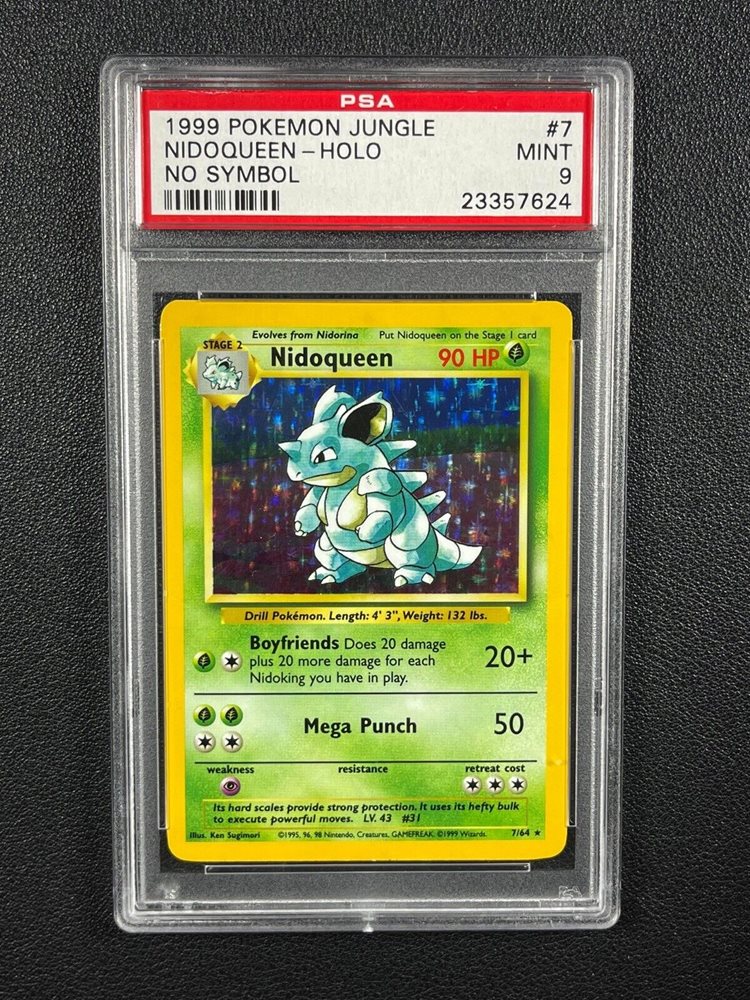 PSA
1999 POKEMON JUNGLE #7
NIDOQUEEN-HOLO MINT
NO SYMBOL 9
23357624
Evolves from Nidorina Put Nidoqueen on the Stage 1 card
STAGE 2
Nidoqueen 90 HP
Drill Pokémon. Length: 4' 3", Weight: 132 lbs.
Boyfriends Does 20 damage
plus 20 more damage for each
Nidoking you have in play.
20+
Mega Punch 50
weakness resistance retreat cost
Its hard scales provide strong protection. It uses its hefty bulk
to execute powerful moves. LV. 43 #31
Illus. Ken Sugimori ©1995, 96, 98 Nintendo, Creatures, GAMEFREAK. ©1999 Wizards. 7/64 ★